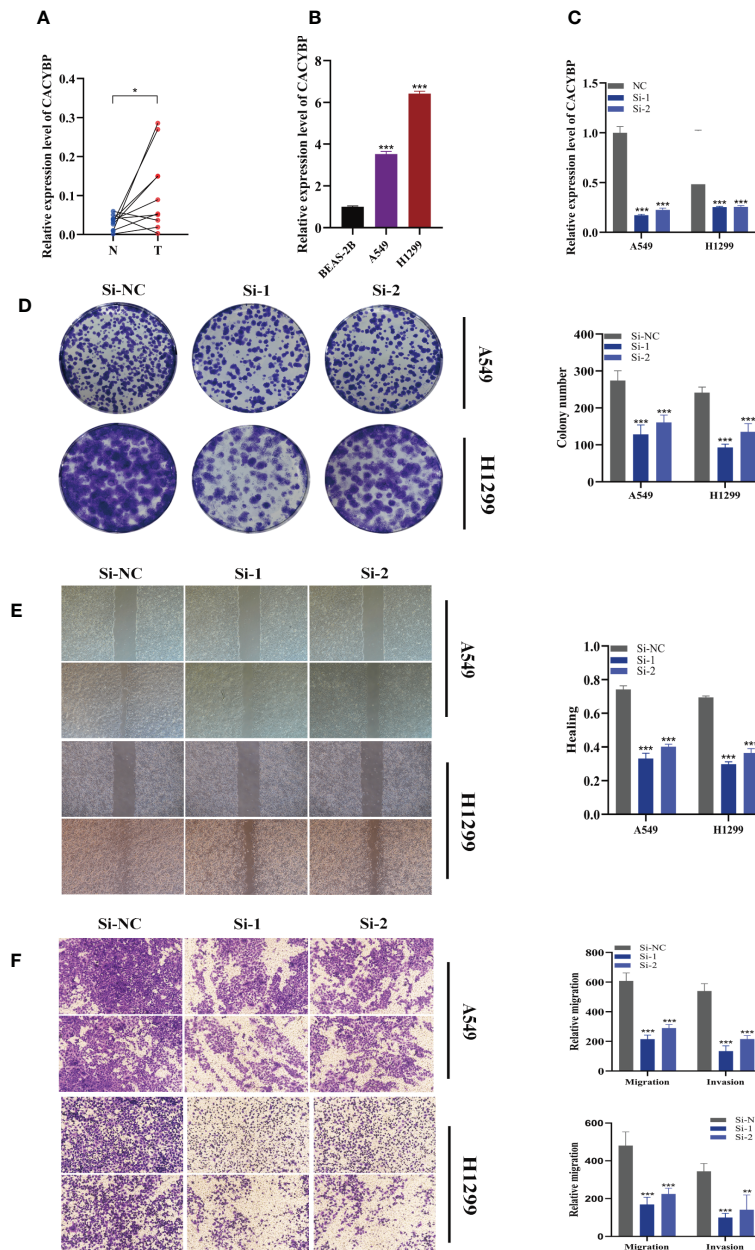 A
Relative expression level of CACYBP
0.4
0.3
0.2
0.1
0.0
*
N T
B
Relative expression level of CACYBP
8
6
4
2
0
***
***
BEAS-2B
A549
H1299
C
Relative expression level of CACYBP
1.5
1.0
0.5
0.0
NC
Si-1
Si-2
*** *** *** ***
A549 H1299
D
Si-NC Si-1 Si-2
A549
H1299
Colony number
400
300
200
100
0
Si-NC
Si-1
Si-2
*** *** *** ***
A549 H1299
E
Si-NC Si-1 Si-2
A549
H1299
Healing
1.0
0.8
0.6
0.4
0.2
0.0
Si-NC
Si-1
Si-2
*** *** *** ***
A549 H1299
F
Si-NC Si-1 Si-2
A549
H1299
Relative migration
800
600
400
200
0
Si-NC
Si-1
Si-2
*** *** *** ***
Migration Invasion
Relative migration
600
400
200
0
Si-N
Si-1
Si-2
*** *** *** **
Migration Invasion